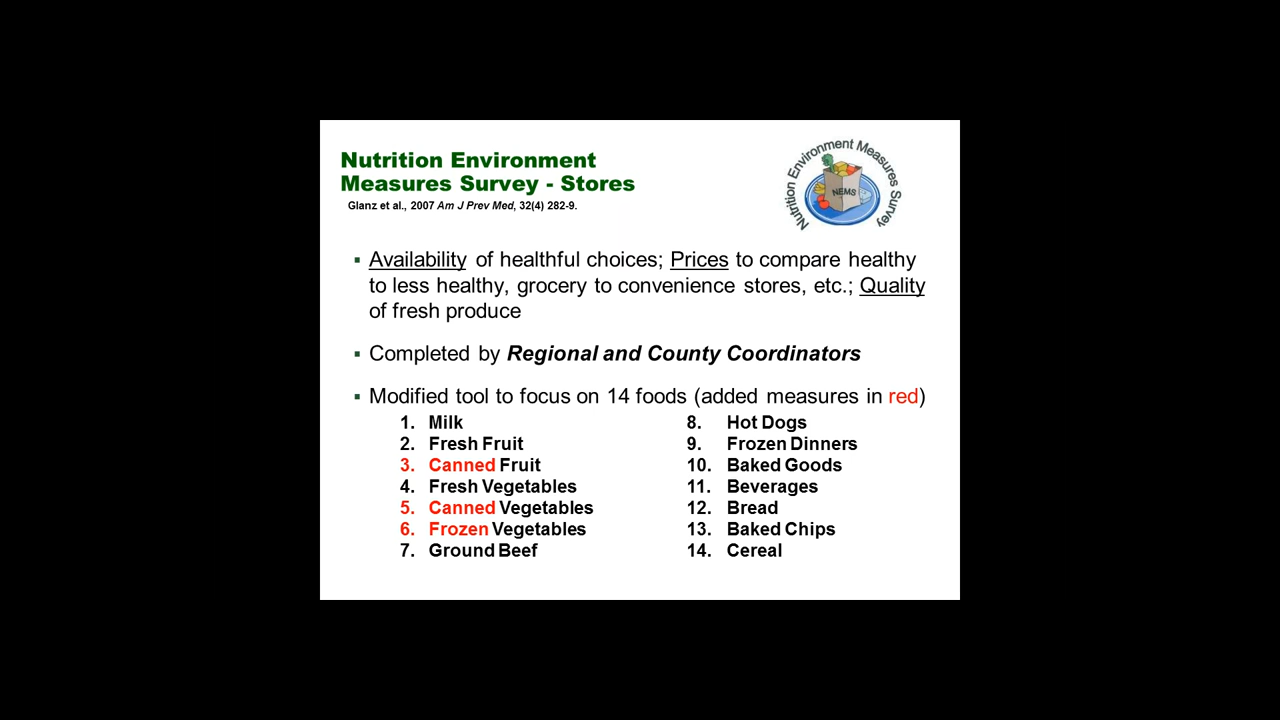 Nutrition Environment
Measures Survey - Stores
Glanz et al., 2007 Am J Prev Med, 32(4) 282-9.
Nutrition Environment Measures Survey
NEMS
▪ Availability of healthful choices; Prices to compare healthy
to less healthy, grocery to convenience stores, etc.; Quality
of fresh produce
▪ Completed by Regional and County Coordinators
▪ Modified tool to focus on 14 foods (added measures in red)
1. Milk
2. Fresh Fruit
3. Canned Fruit
4. Fresh Vegetables
5. Canned Vegetables
6. Frozen Vegetables
7. Ground Beef
8. Hot Dogs
9. Frozen Dinners
10. Baked Goods
11. Beverages
12. Bread
13. Baked Chips
14. Cereal